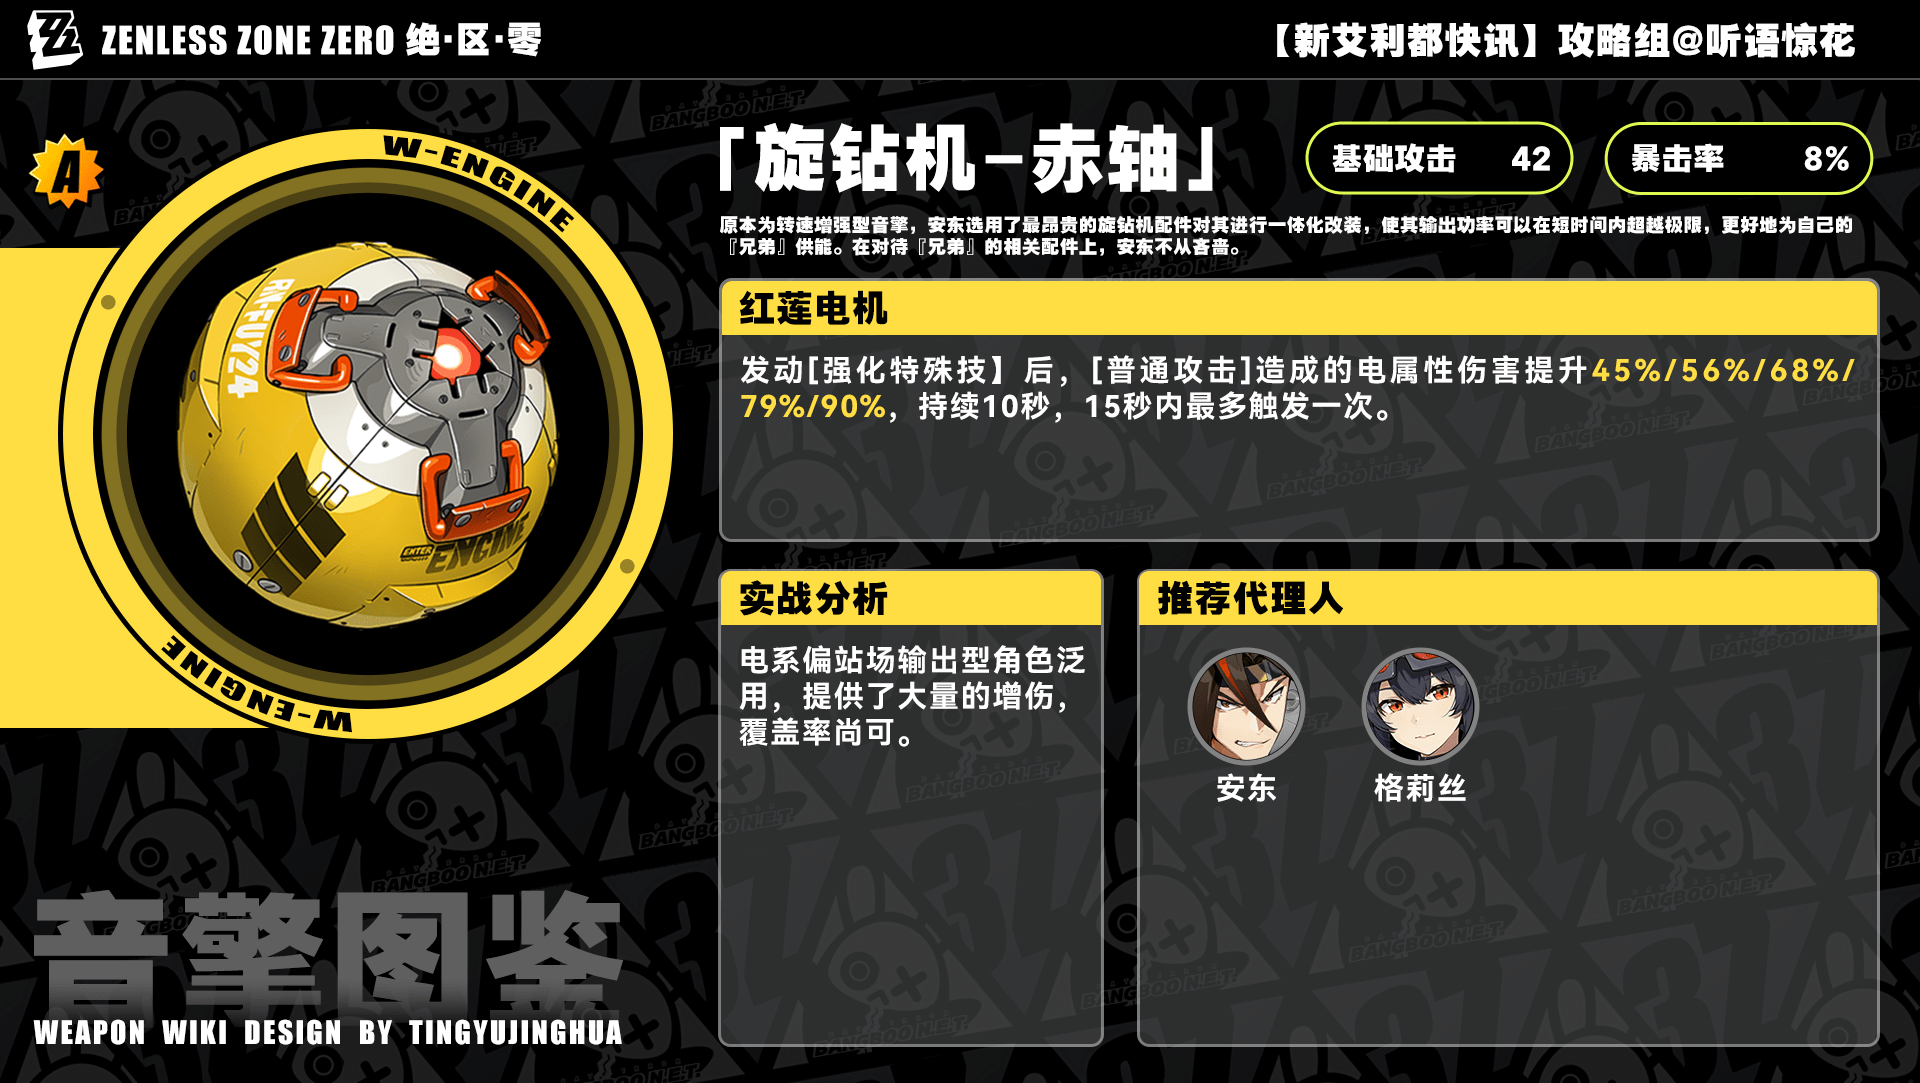 ZENLESS ZONE ZERO 绝·区·零
【新艾利都快讯】攻略组@听语惊花
A
W-ENGINE
RN-FUY24
ENTER
ENGINE
W-ENGINE
「旋钻机-赤轴」
基础攻击 42
暴击率 8%
原本为转速增强型音擎，安东选用了最昂贵的旋钻机配件对其进行一体化改装，使其输出功率可以在短时间内超越极限，更好地为自己的
『兄弟』供能。在对待『兄弟』的相关配件上，安东不从吝啬。
红莲电机
发动[强化特殊技】后，[普通攻击]造成的电属性伤害提升45%/56%/68%/
79%/90%，持续10秒，15秒内最多触发一次。
实战分析
电系偏站场输出型角色泛
用，提供了大量的增伤，
覆盖率尚可。
推荐代理人
安东
格莉丝
音擎图鉴
WEAPON WIKI DESIGN BY TINGYUJINGHUA